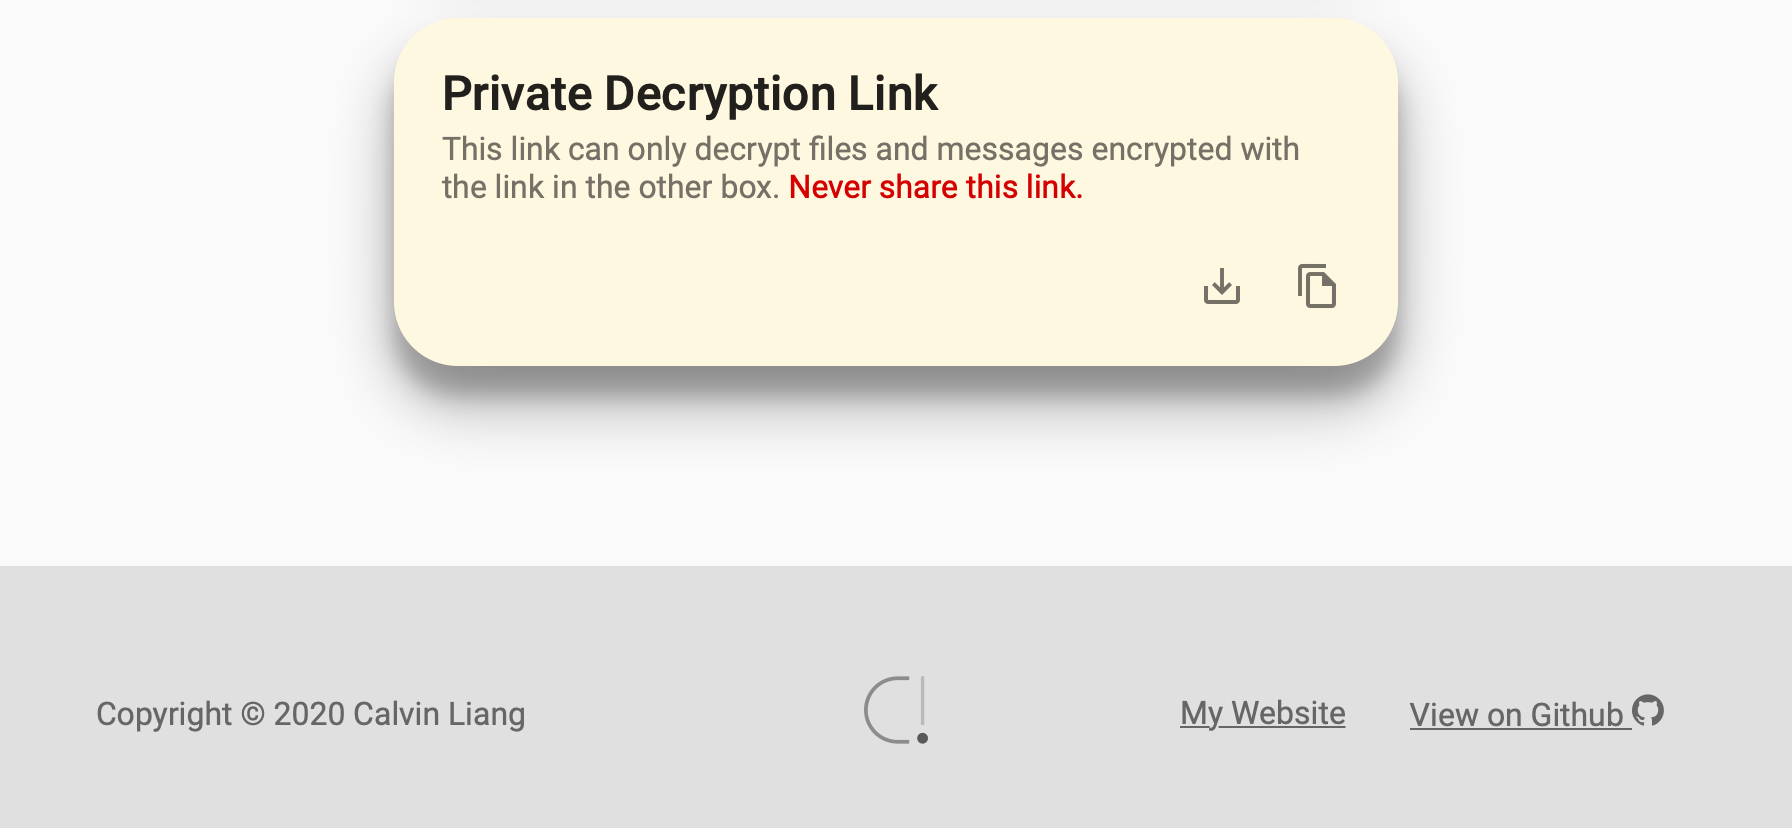 Private Decryption Link
This link can only decrypt files and messages encrypted with
the link in the other box. Never share this link.
Copyright © 2020 Calvin Liang
C!
My Website
View on Github